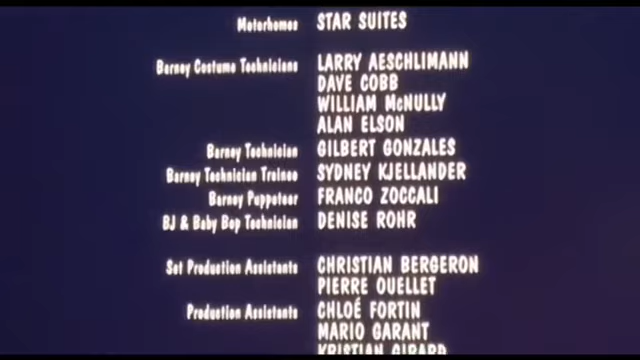 Motorhomes STAR SUITES
Barney Costume Technicians LARRY AESCHLIMANN
DAVE COBB
WILLIAM McNULLY
ALAN ELSON
Barney Technician GILBERT GONZALES
Barney Technician Trainee SYDNEY KJELLANDER
Barney Puppeteer FRANCO ZOCCALI
BJ & Baby Bop Technician DENISE ROHR
Set Production Assistants CHRISTIAN BERGERON
PIERRE OUELLET
Production Assistants CHLOÉ FORTIN
MARIO GARANT
KRISTIAN GIRARD